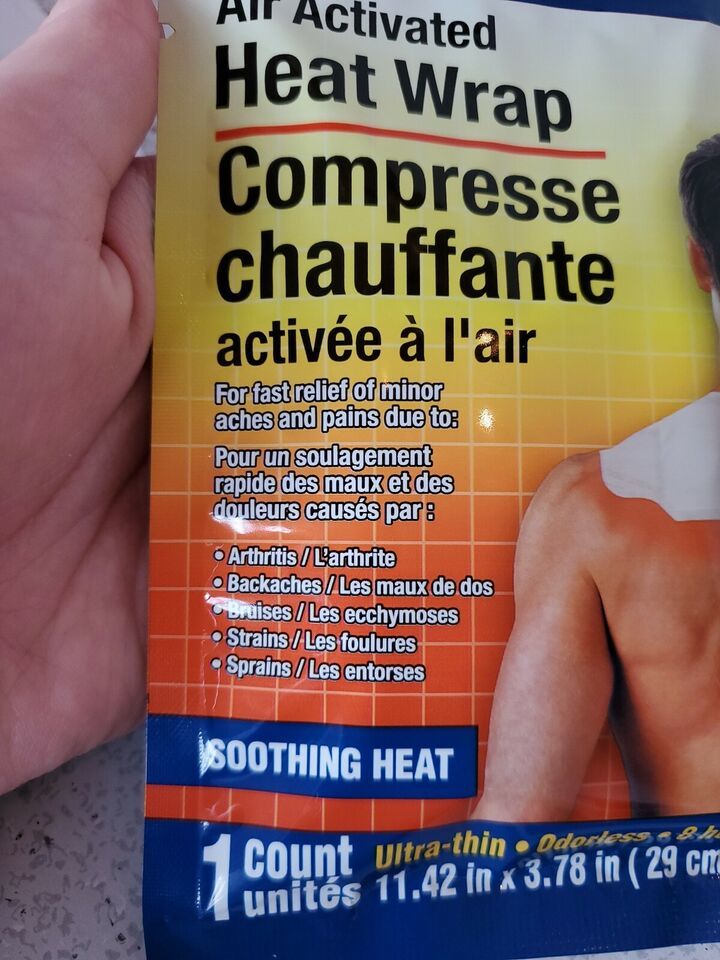 Air Activated
Heat Wrap
Compresse
chauffante
activée à l'air
For fast relief of minor
aches and pains due to:
Pour un soulagement
rapide des maux et des
douleurs causés par :
• Arthritis / L'arthrite
• Backaches / Les maux de dos
• Bruises / Les ecchymoses
• Strains / Les foulures
• Sprains / Les entorses
SOOTHING HEAT
1 count
unités
Ultra-thin • Odorless • 8
11.42 in x 3.78 in ( 29 cm